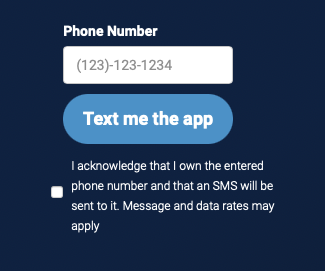 Phone Number
(123)-123-1234
Text me the app
I acknowledge that I own the entered
phone number and that an SMS will be
sent to it. Message and data rates may
apply